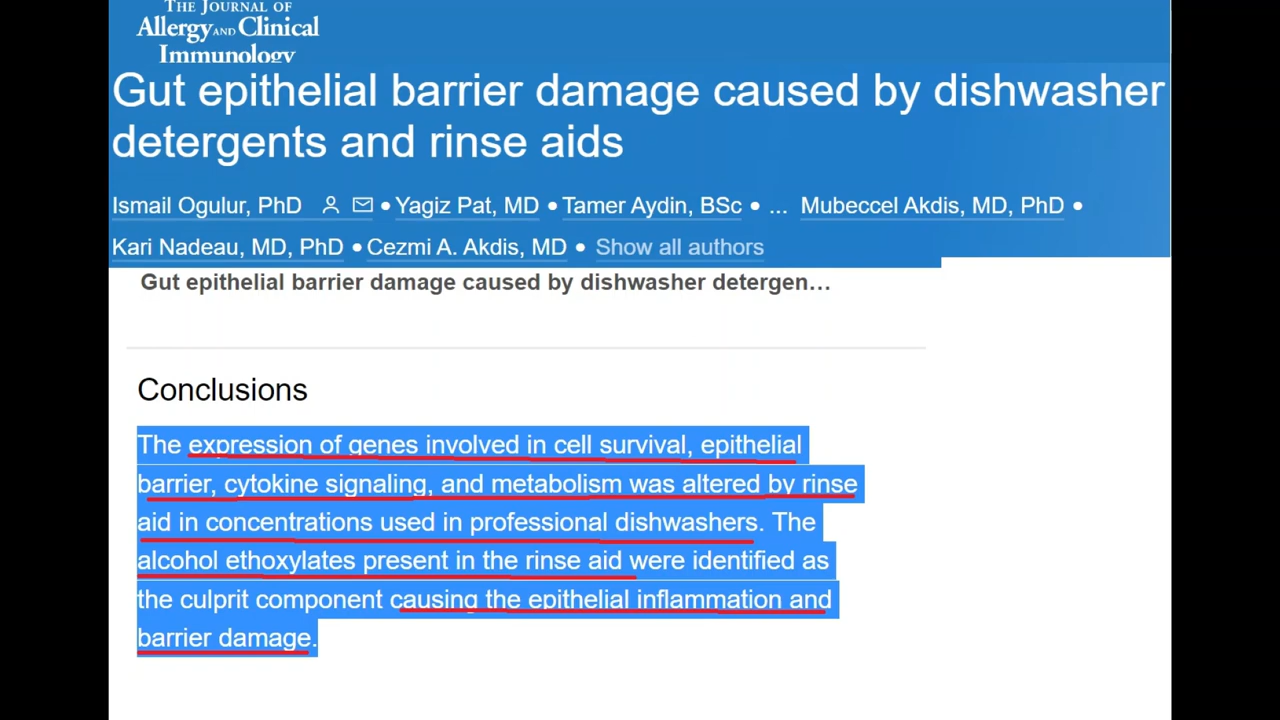 THE JOURNAL OF
Allergy AND Clinical
Immunology
Gut epithelial barrier damage caused by dishwasher
detergents and rinse aids
Ismail Ogulur, PhD • Yagiz Pat, MD • Tamer Aydin, BSc • ... Mubeccel Akdis, MD, PhD •
Kari Nadeau, MD, PhD • Cezmi A. Akdis, MD • Show all authors
Gut epithelial barrier damage caused by dishwasher detergen…
Conclusions
The expression of genes involved in cell survival, epithelial
barrier, cytokine signaling, and metabolism was altered by rinse
aid in concentrations used in professional dishwashers. The
alcohol ethoxylates present in the rinse aid were identified as
the culprit component causing the epithelial inflammation and
barrier damage.